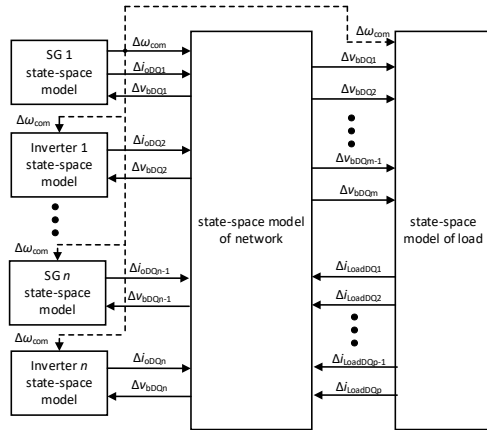 SG 1
state-space
model
Δωcom
ΔioDQ1
ΔvbDQ1
Δωcom
Inverter 1
state-space
model
ΔioDQ2
ΔvbDQ2
Δωcom
SG n
state-space
model
ΔioDQn-1
ΔvbDQn-1
Δωcom
Inverter n
state-space
model
ΔioDQn
ΔvbDQn
state-space model
of network
Δωcom
ΔvbDQ1
ΔvbDQ2
ΔvbDQm-1
ΔvbDQm
ΔiLoadDQ1
ΔiLoadDQ2
ΔiLoadDQp-1
ΔiLoadDQp
state-space
model of load